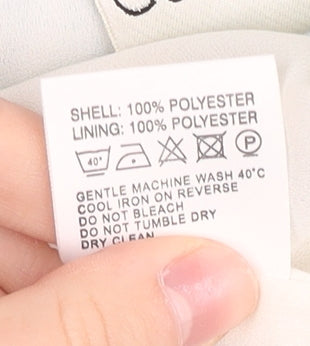 SHELL: 100% POLYESTER
LINING: 100% POLYESTER
40° P
GENTLE MACHINE WASH 40°C
COOL IRON ON REVERSE
DO NOT BLEACH
DO NOT TUMBLE DRY
DRY CLEAN